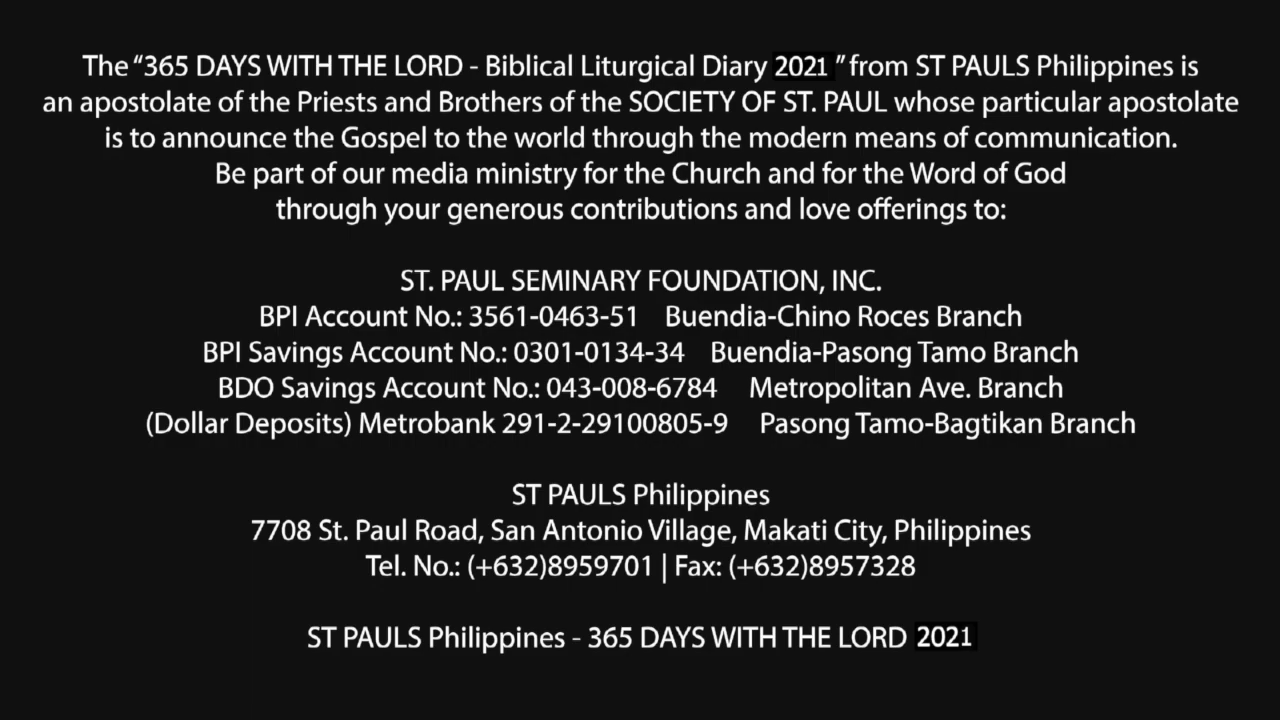 The “365 DAYS WITH THE LORD - Biblical Liturgical Diary 2021 ” from ST PAULS Philippines is
an apostolate of the Priests and Brothers of the SOCIETY OF ST. PAUL whose particular apostolate
is to announce the Gospel to the world through the modern means of communication.
Be part of our media ministry for the Church and for the Word of God
through your generous contributions and love offerings to:
ST. PAUL SEMINARY FOUNDATION, INC.
BPI Account No.: 3561-0463-51 Buendia-Chino Roces Branch
BPI Savings Account No.: 0301-0134-34 Buendia-Pasong Tamo Branch
BDO Savings Account No.: 043-008-6784 Metropolitan Ave. Branch
(Dollar Deposits) Metrobank 291-2-29100805-9 Pasong Tamo-Bagtikan Branch
ST PAULS Philippines
7708 St. Paul Road, San Antonio Village, Makati City, Philippines
Tel. No.: (+632)8959701 | Fax: (+632)8957328
ST PAULS Philippines - 365 DAYS WITH THE LORD 2021